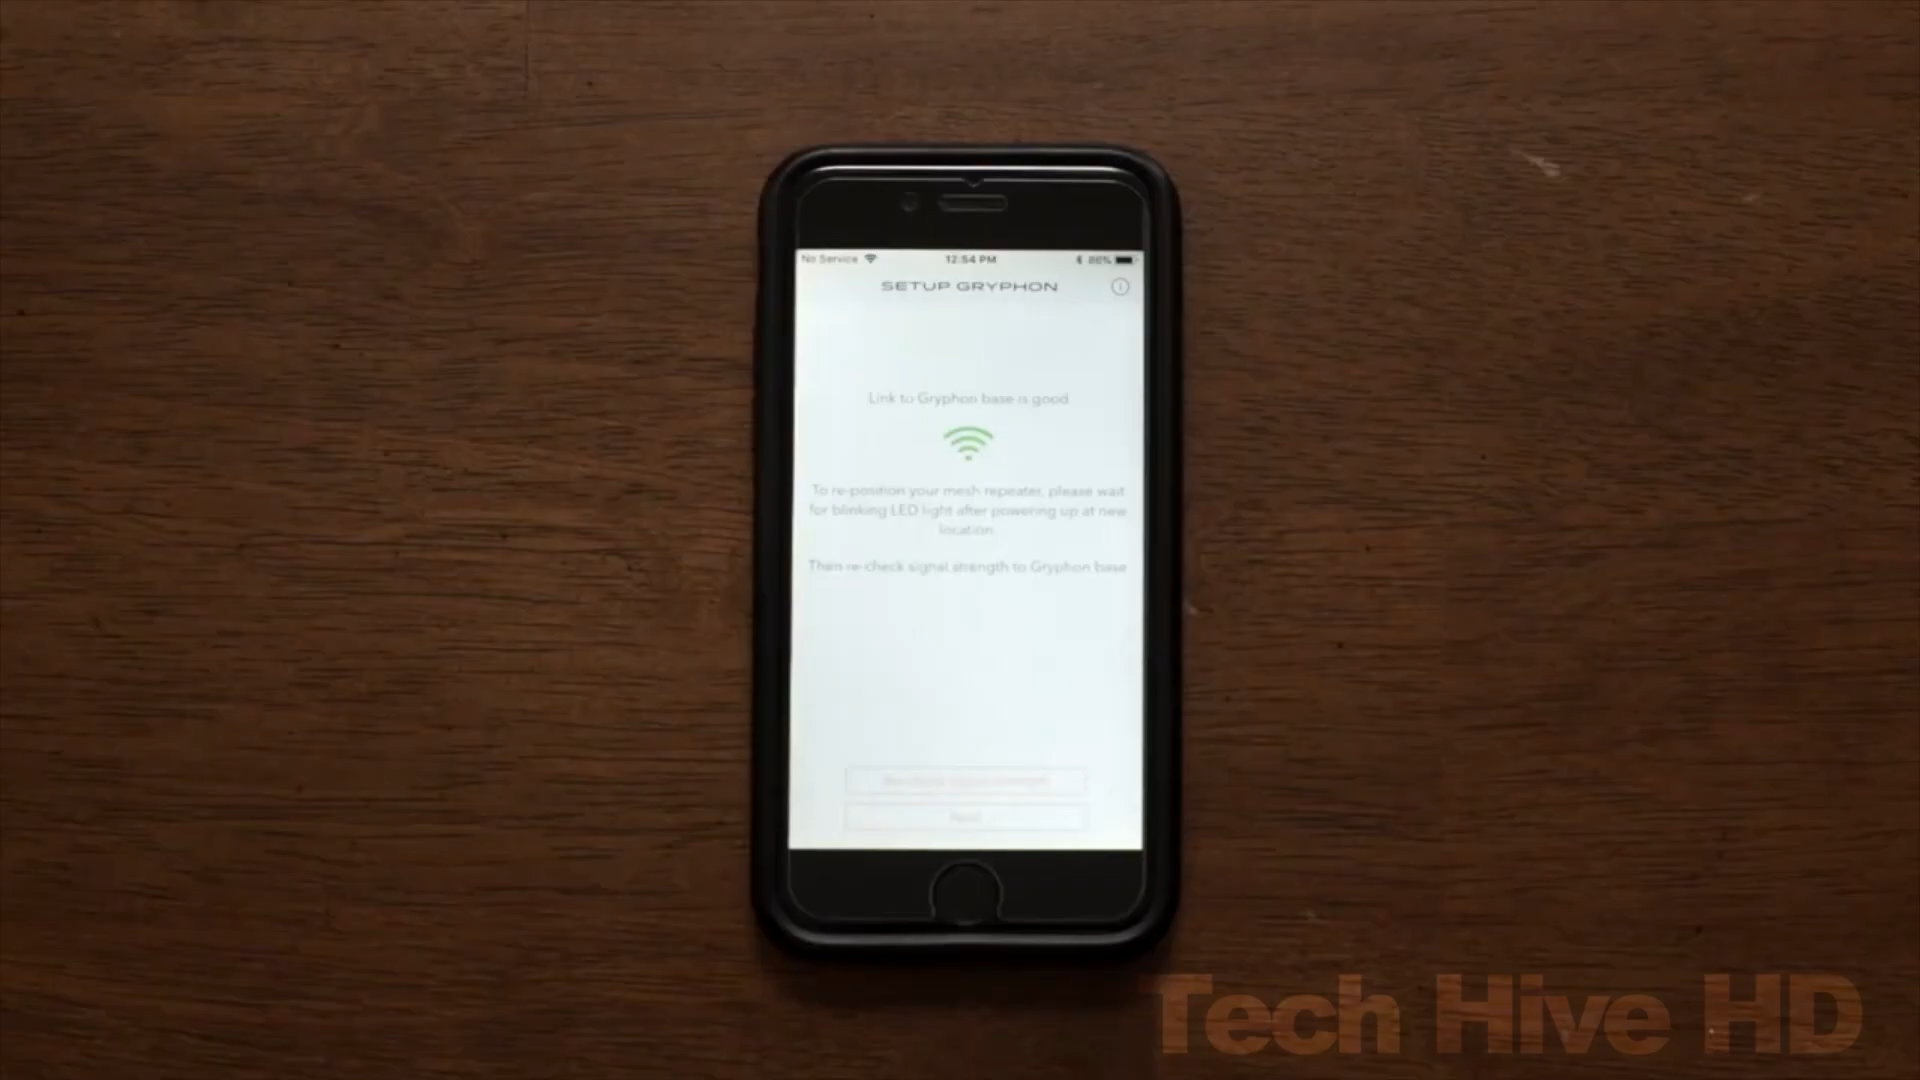 No Service 12:54 PM 86%
SETUP GRYPHON
Link to Gryphon base is good
To re-position your mesh repeater, please wait
for blinking LED light after powering up at new
location.
Then re-check signal strength to Gryphon base
Next
Tech Hive HD